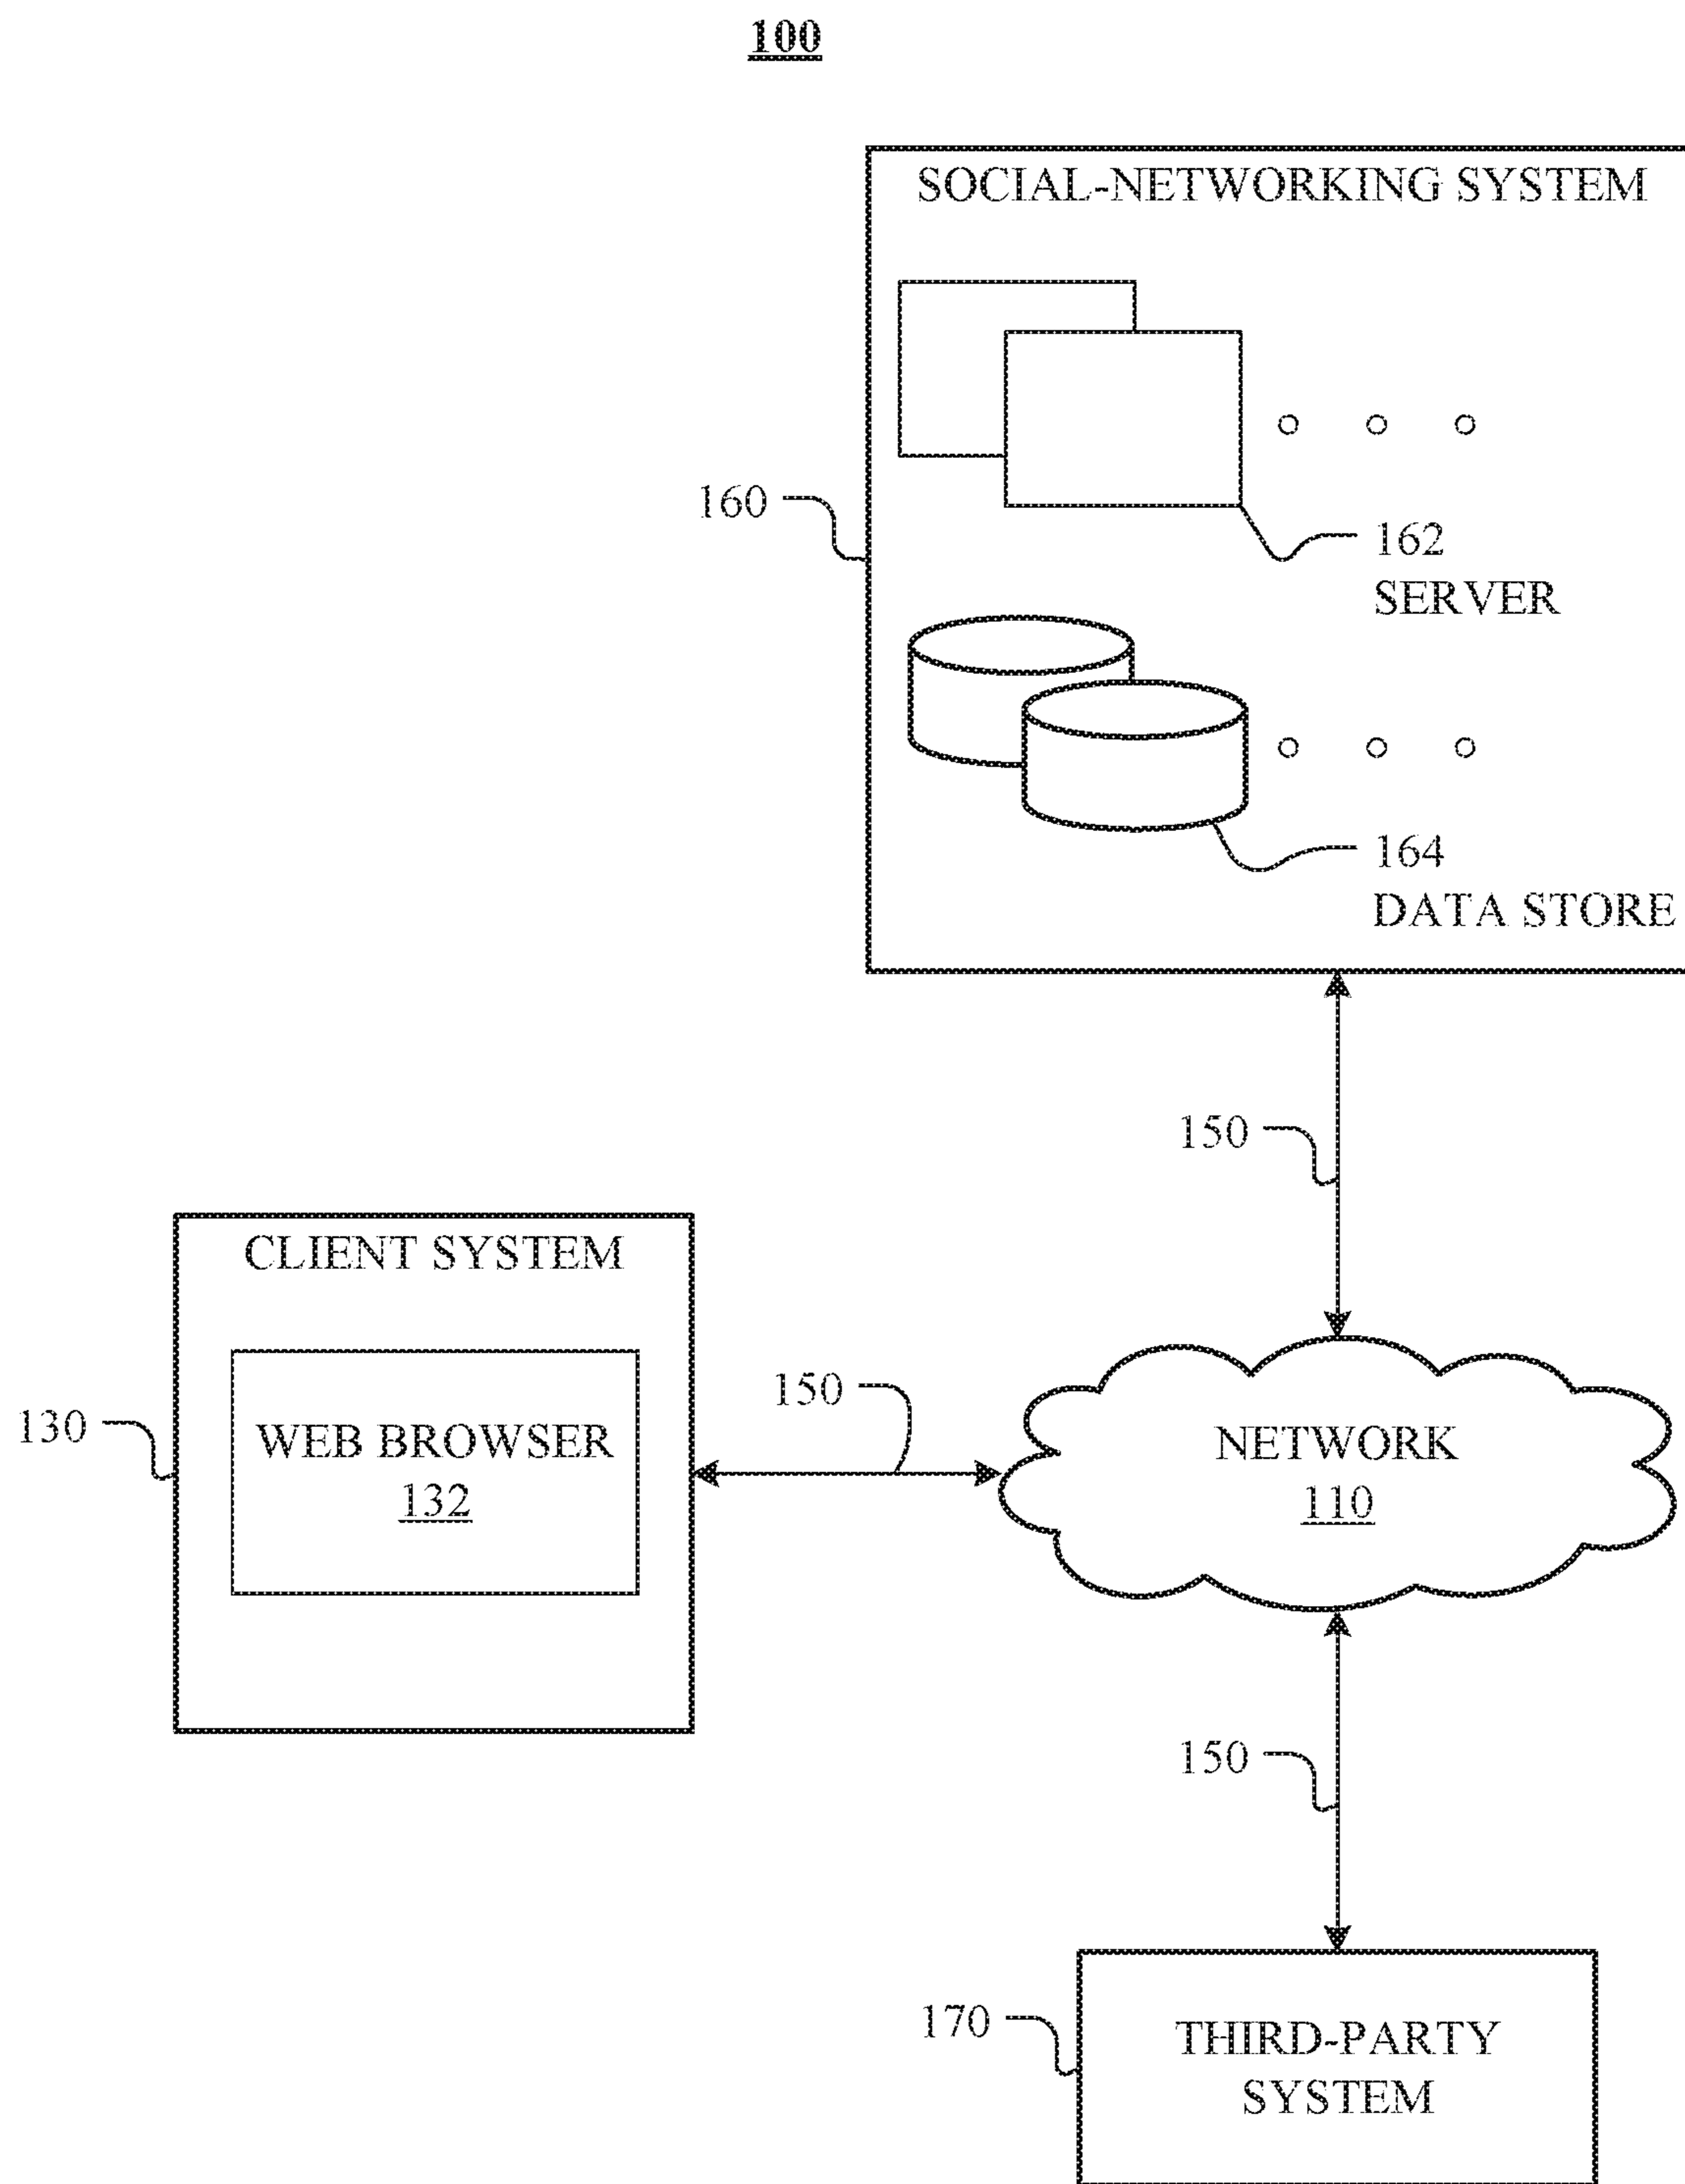 100
SOCIAL-NETWORKING SYSTEM
160
162
SERVER
164
DATA STORE
150
CLIENT SYSTEM
130
WEB BROWSER
132
150
NETWORK
110
150
170
THIRD-PARTY
SYSTEM